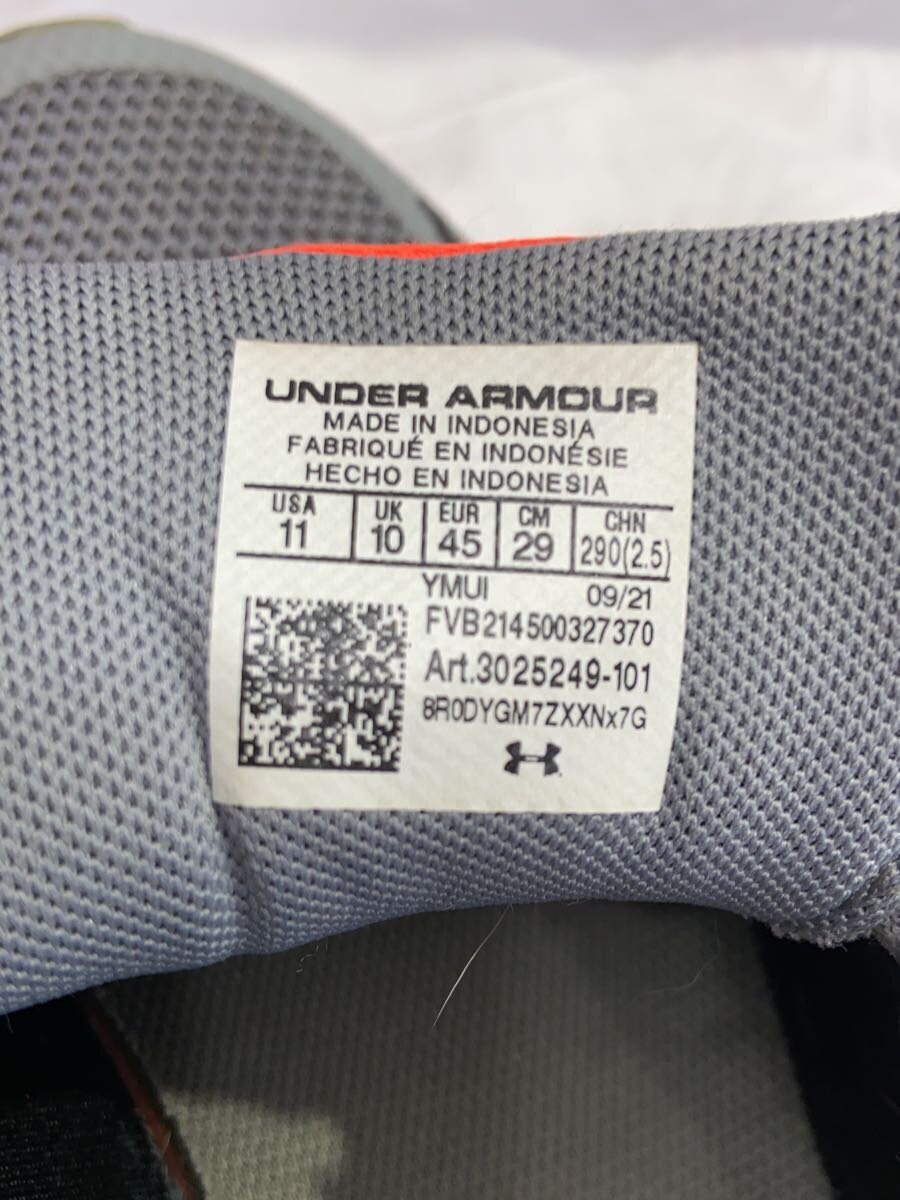 UNDER ARMOUR
MADE IN INDONESIA
FABRIQUÉ EN INDONÉSIE
HECHO EN INDONESIA
USA UK EUR CM CHN
11 10 45 29 290(2.5)
YMUI 09/21
FVB214500327370
Art.3025249-101
8R0DYGM7ZXXNx7G